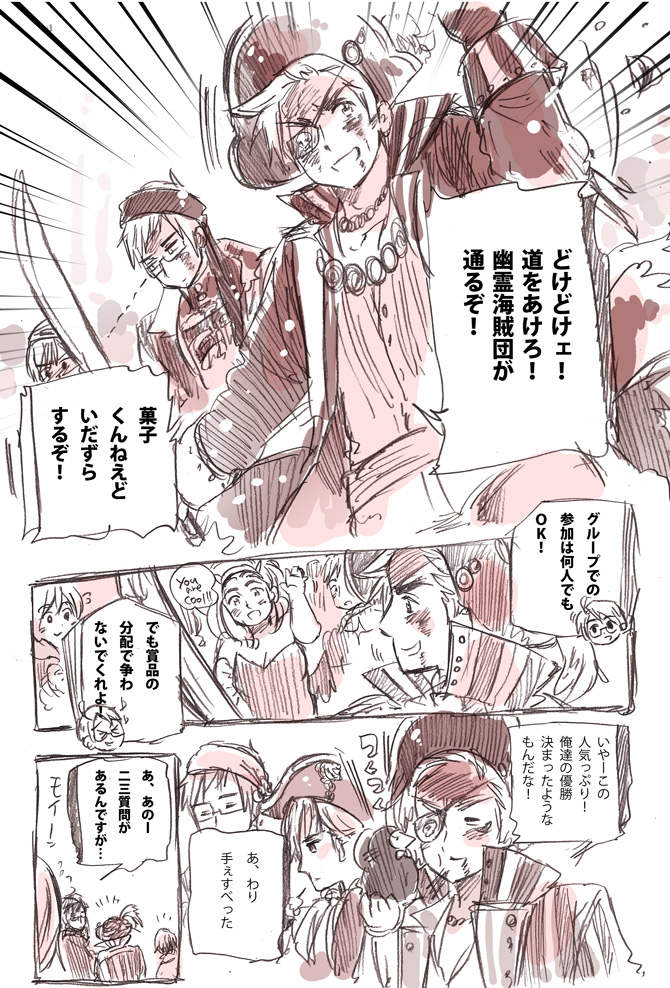 どけどけェ！
道をあけろ！
幽霊海賊団が
通るぞ！
菓子
くんねえど
いだずら
するぞ！
グループでの
参加は何人でも
OK！
You
are
cool!!
でも賞品の
分配で争わ
ないでくれよ！
いやーこの
人気っぷり！
俺達の優勝
決まったような
もんだな！
あ、わり
手ぇすべった
あ、あのー
二三質問が
あるんですが…
モイーン